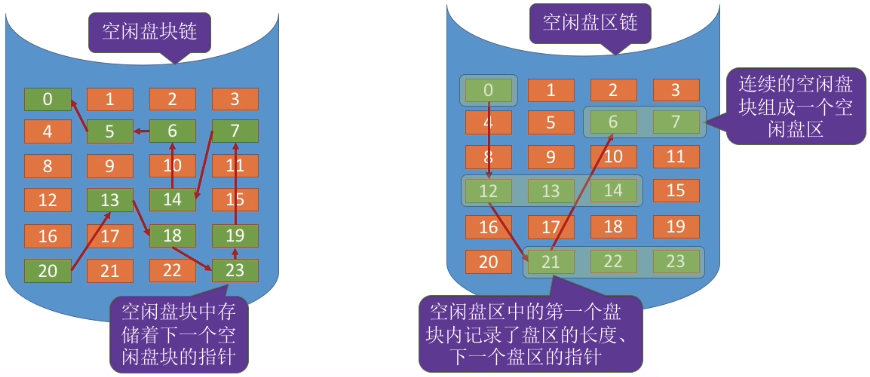 空闲盘块链
0 1 2 3
4 5 6 7
8 9 10 11
12 13 14 15
16 17 18 19
20 21 22 23
空闲盘块中存
储着下一个空
闲盘块的指针
空闲盘区链
0 1 2 3
4 5 6 7
8 9 10 11
12 13 14 15
16 17 18 19
20 21 22 23
连续的空闲盘
块组成一个空
闲盘区
空闲盘区中的第一个盘
块内记录了盘区的长度、
下一个盘区的指针